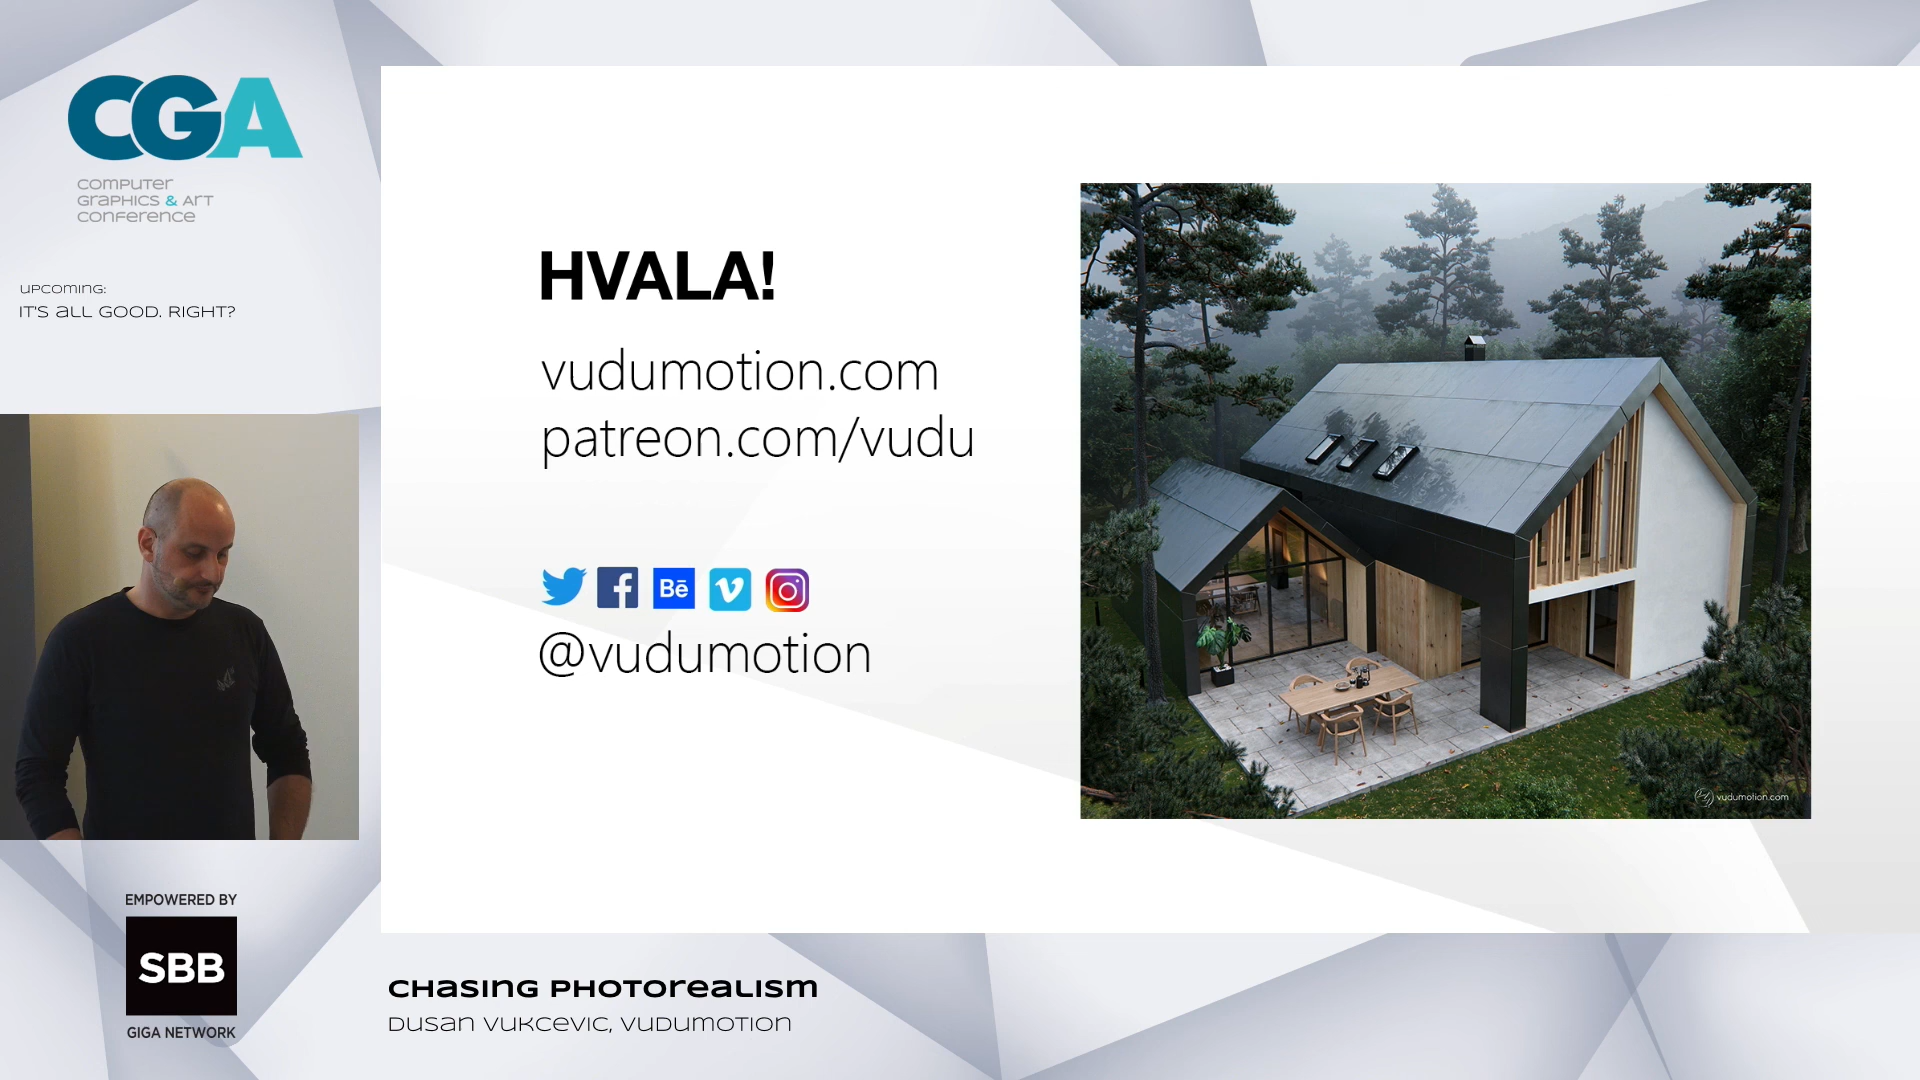 CGA
COMPUTER
GRAPHICS & ART
CONFERENCE
UPCOMING:
IT'S ALL GOOD. RIGHT?
HVALA!
vudumotion.com
patreon.com/vudu
Bē
@vudumotion
vudumotion.com
EMPOWERED BY
SBB
GIGA NETWORK
CHASING PHOTOREALISM
DUSAN VUKCEVIC, VUDUMOTION